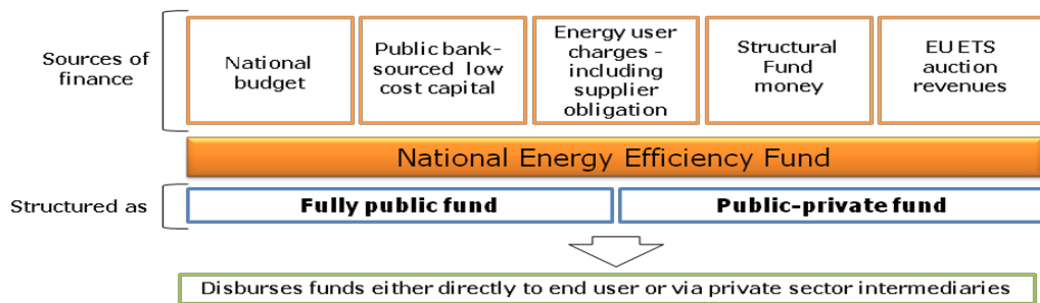 Sources of
finance
National
budget
Public bank-
sourced low
cost capital
Energy user
charges -
including
supplier
obligation
Structural
Fund
money
EU ETS
auction
revenues
National Energy Efficiency Fund
Structured as
Fully public fund
Public-private fund
Disburses funds either directly to end user or via private sector intermediaries